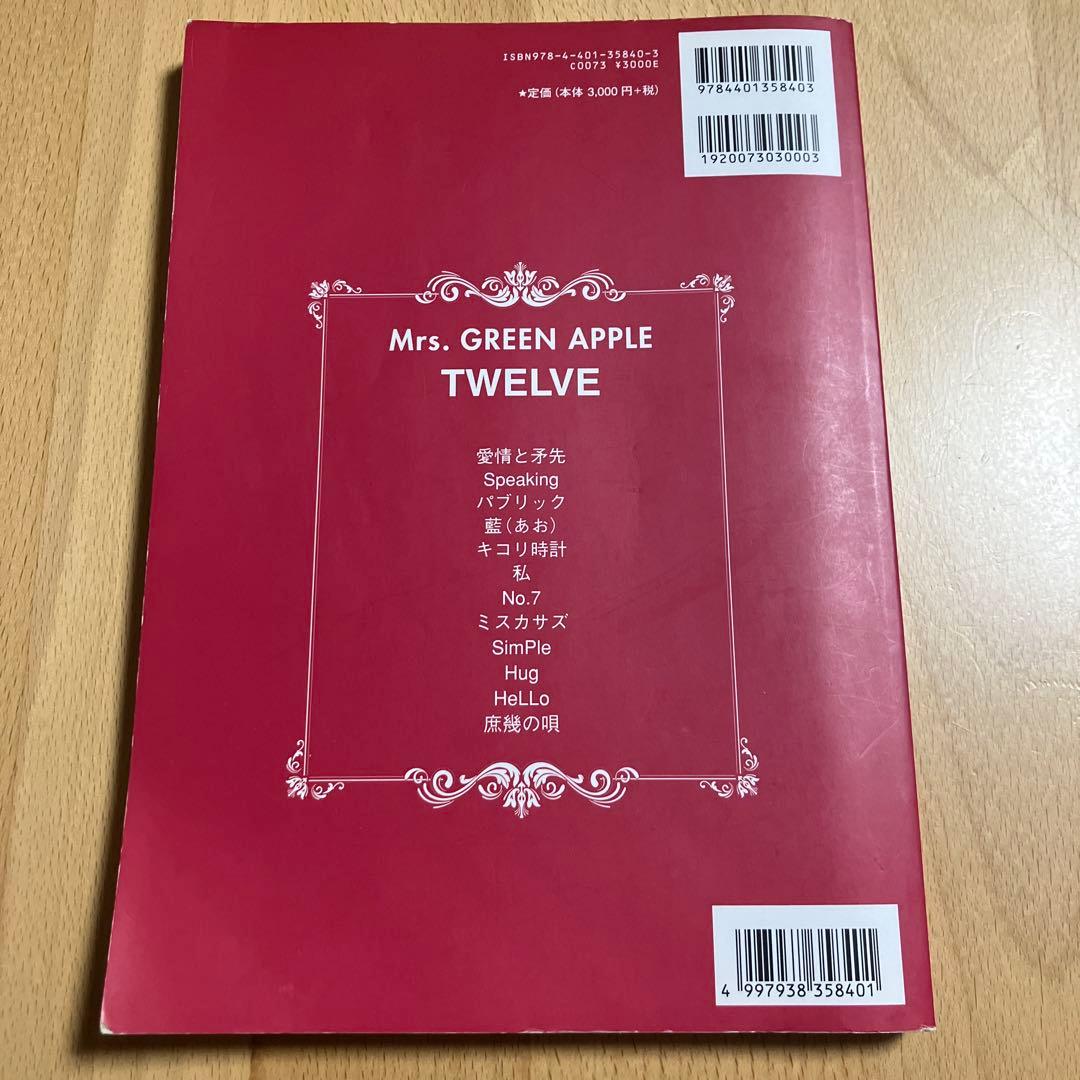 ISBN978-4-401-35840-3
C0073 ¥3000E
★定価(本体 3,000 円+税)
9784401358403
1920073030003
Mrs. GREEN APPLE
TWELVE
愛情と矛先
Speaking
パブリック
藍(あお)
キコリ時計
私
No.7
ミスカサズ
SimPle
Hug
HeLLo
庶幾の唄
4 997938 358401